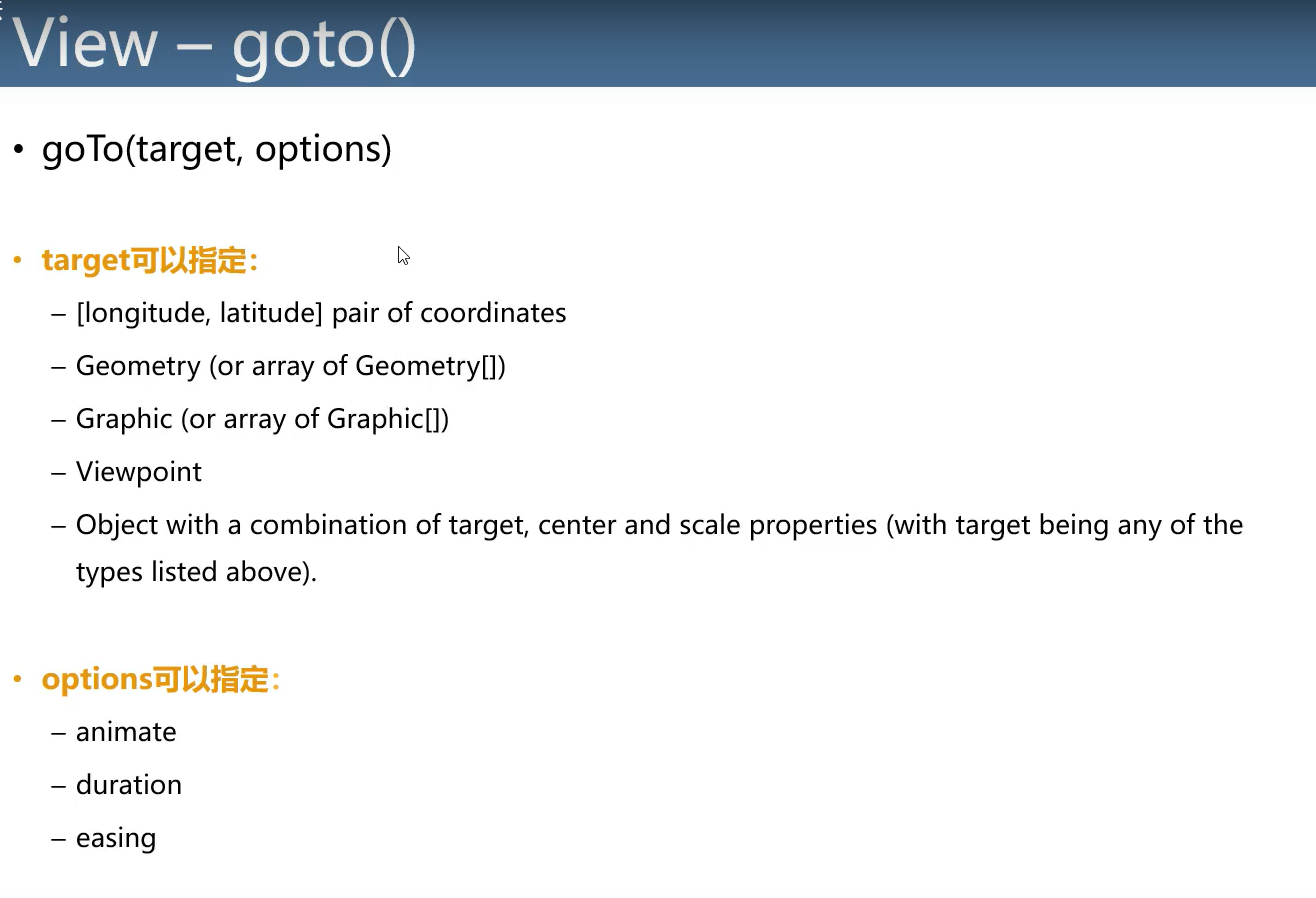 View – goto()
• goTo(target, options)
• target可以指定：
– [longitude, latitude] pair of coordinates
– Geometry (or array of Geometry[])
– Graphic (or array of Graphic[])
– Viewpoint
– Object with a combination of target, center and scale properties (with target being any of the
types listed above).
• options可以指定：
– animate
– duration
– easing